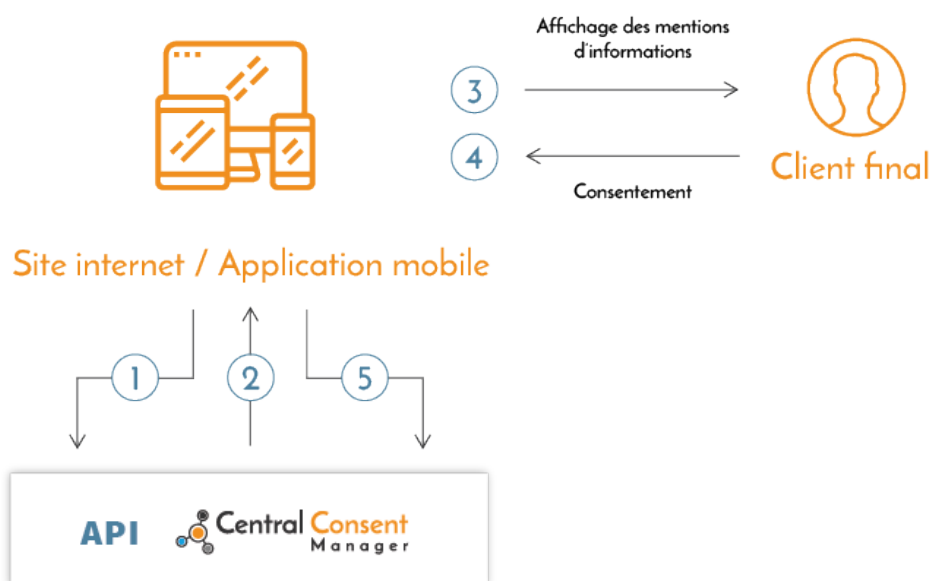 Affichage des mentions
d'informations
3
4
Client final
Consentement
Site internet / Application mobile
1
2
5
API
Central Consent
Manager